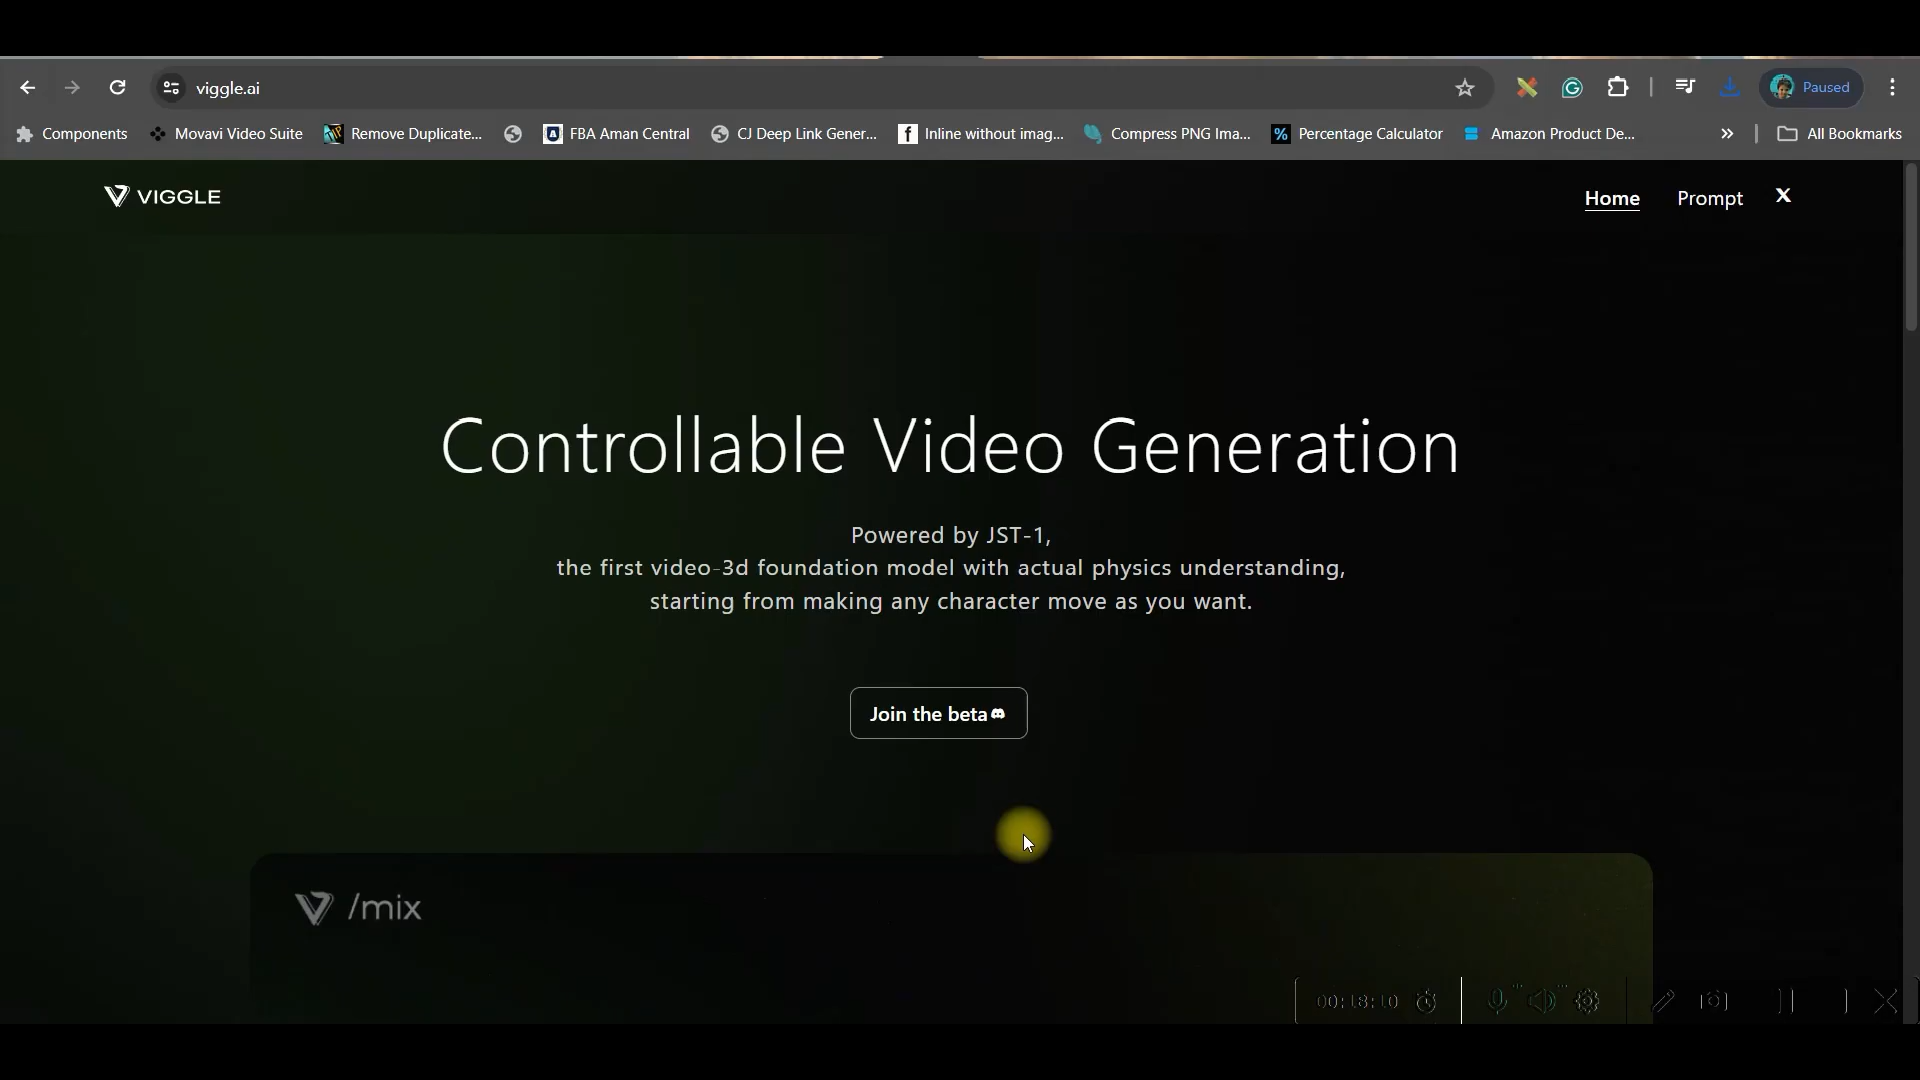 viggle.ai
Paused
Components
Movavi Video Suite
Remove Duplicate...
FBA Aman Central
CJ Deep Link Gener...
Inline without imag...
Compress PNG Ima...
% Percentage Calculator
Amazon Product De...
All Bookmarks
VIGGLE
Home
Prompt
X
Controllable Video Generation
Powered by JST-1,
the first video-3d foundation model with actual physics understanding,
starting from making any character move as you want.
Join the beta
/mix
00:18:10